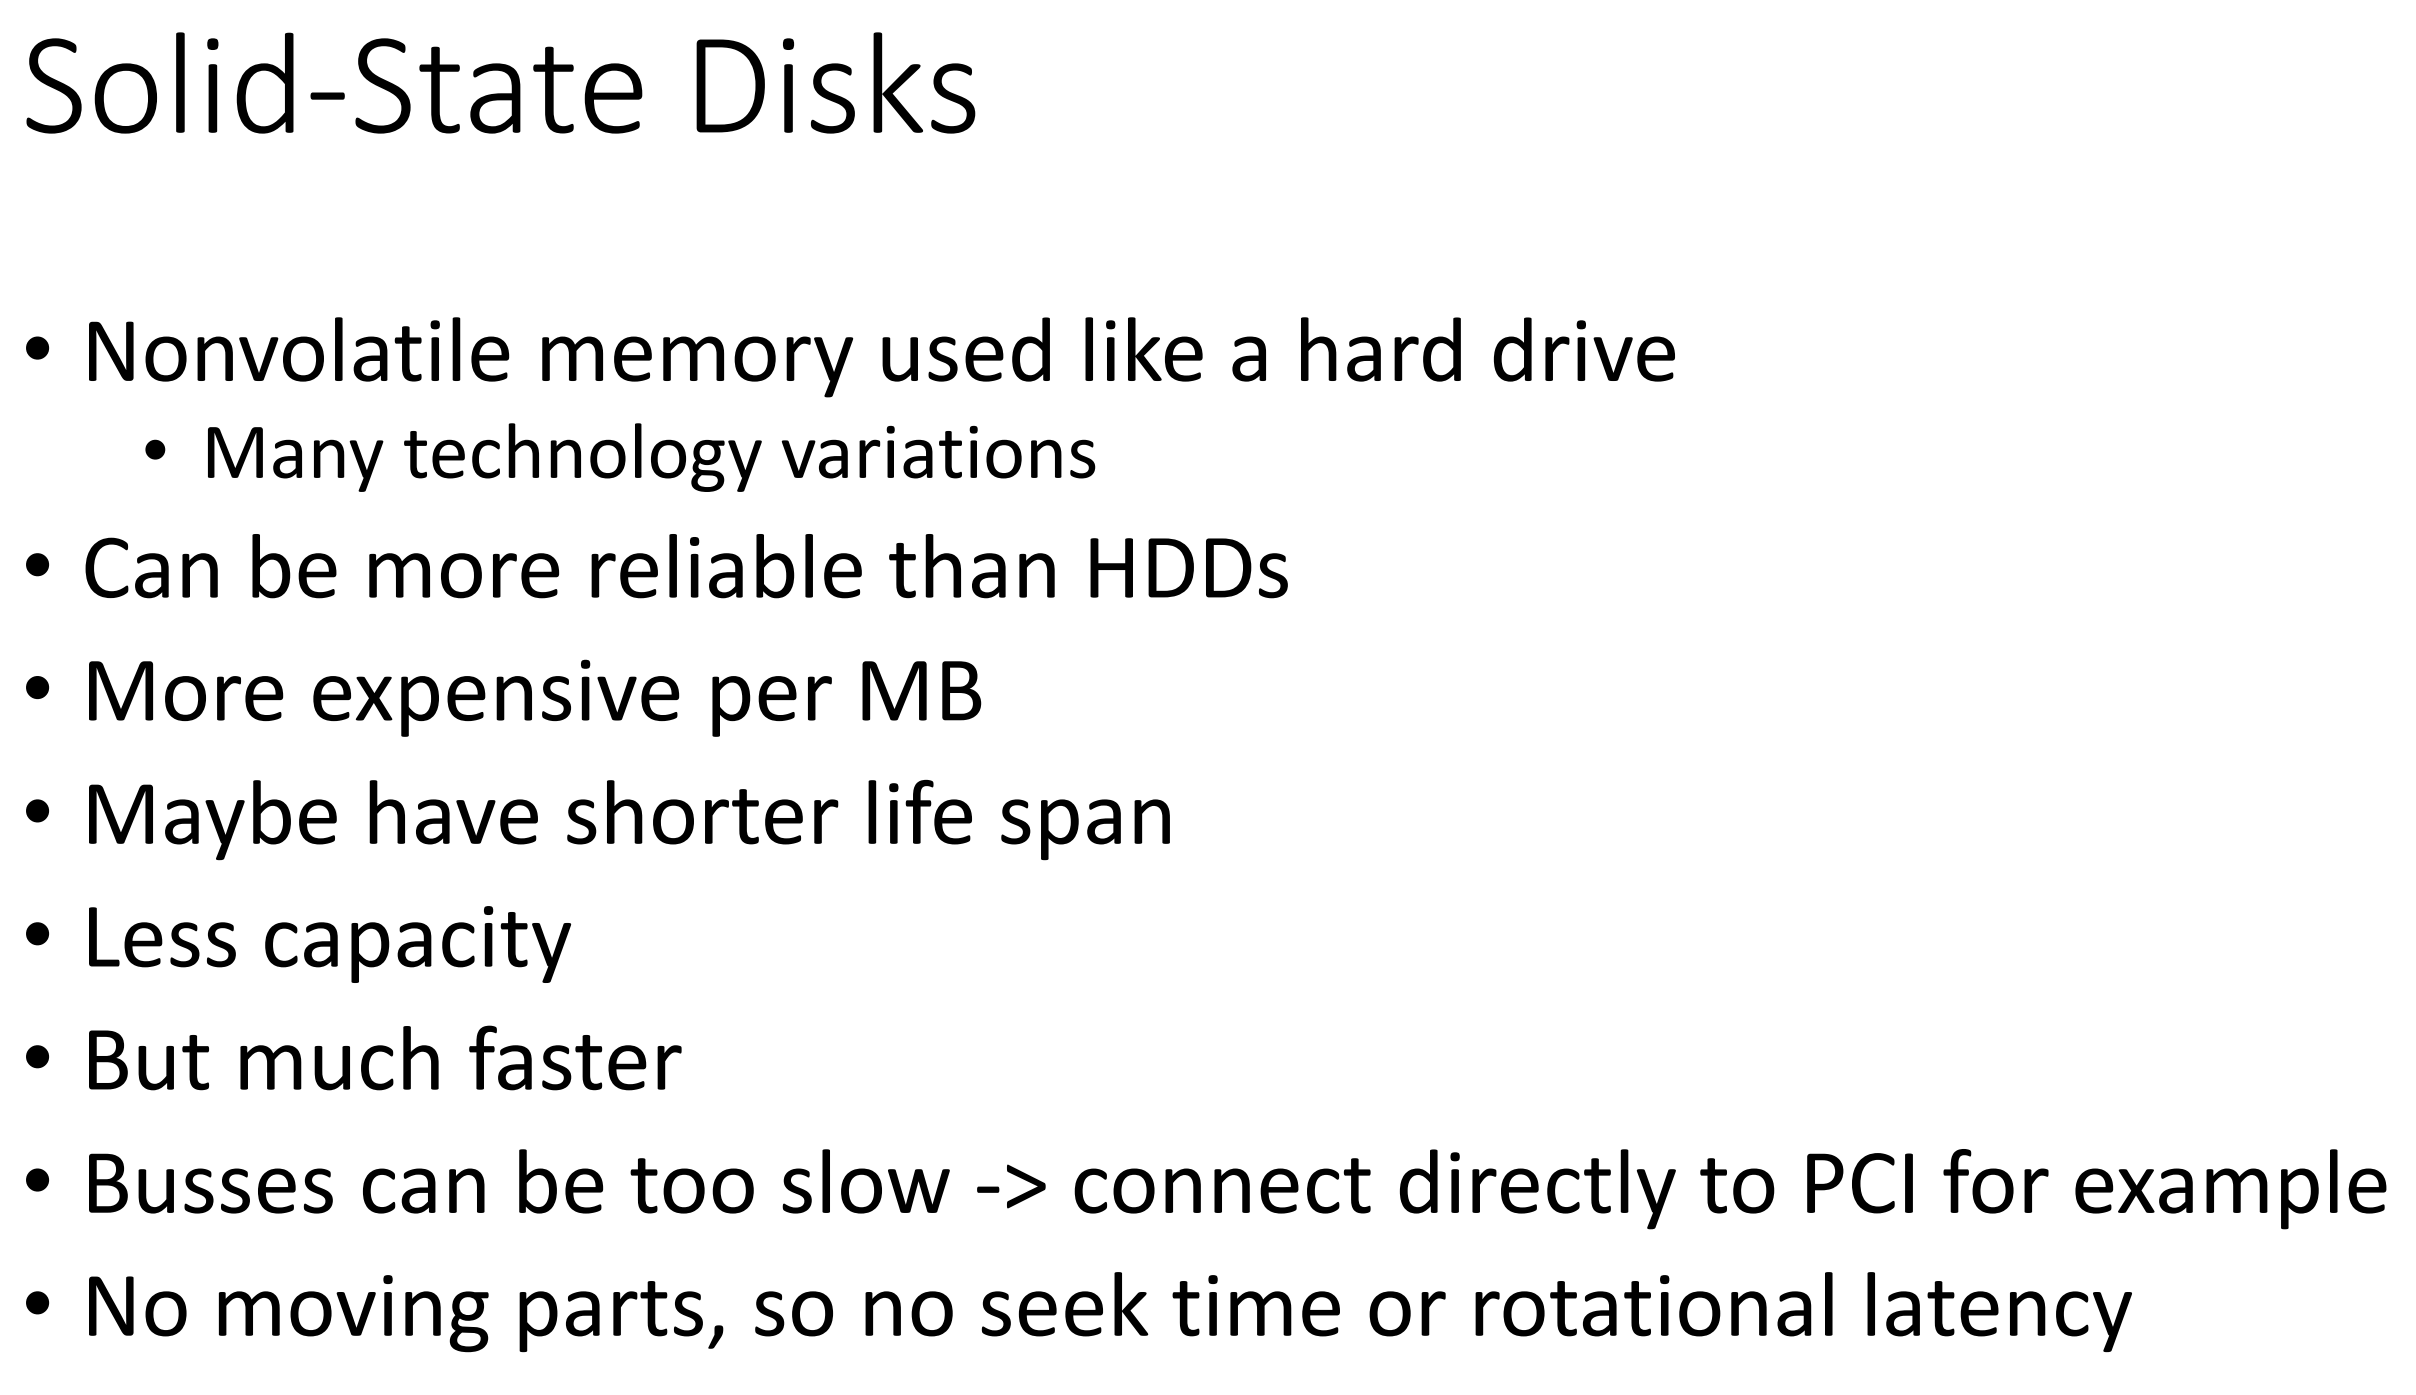 Solid-State Disks
• Nonvolatile memory used like a hard drive
• Many technology variations
• Can be more reliable than HDDs
• More expensive per MB
• Maybe have shorter life span
• Less capacity
• But much faster
• Busses can be too slow -> connect directly to PCI for example
• No moving parts, so no seek time or rotational latency